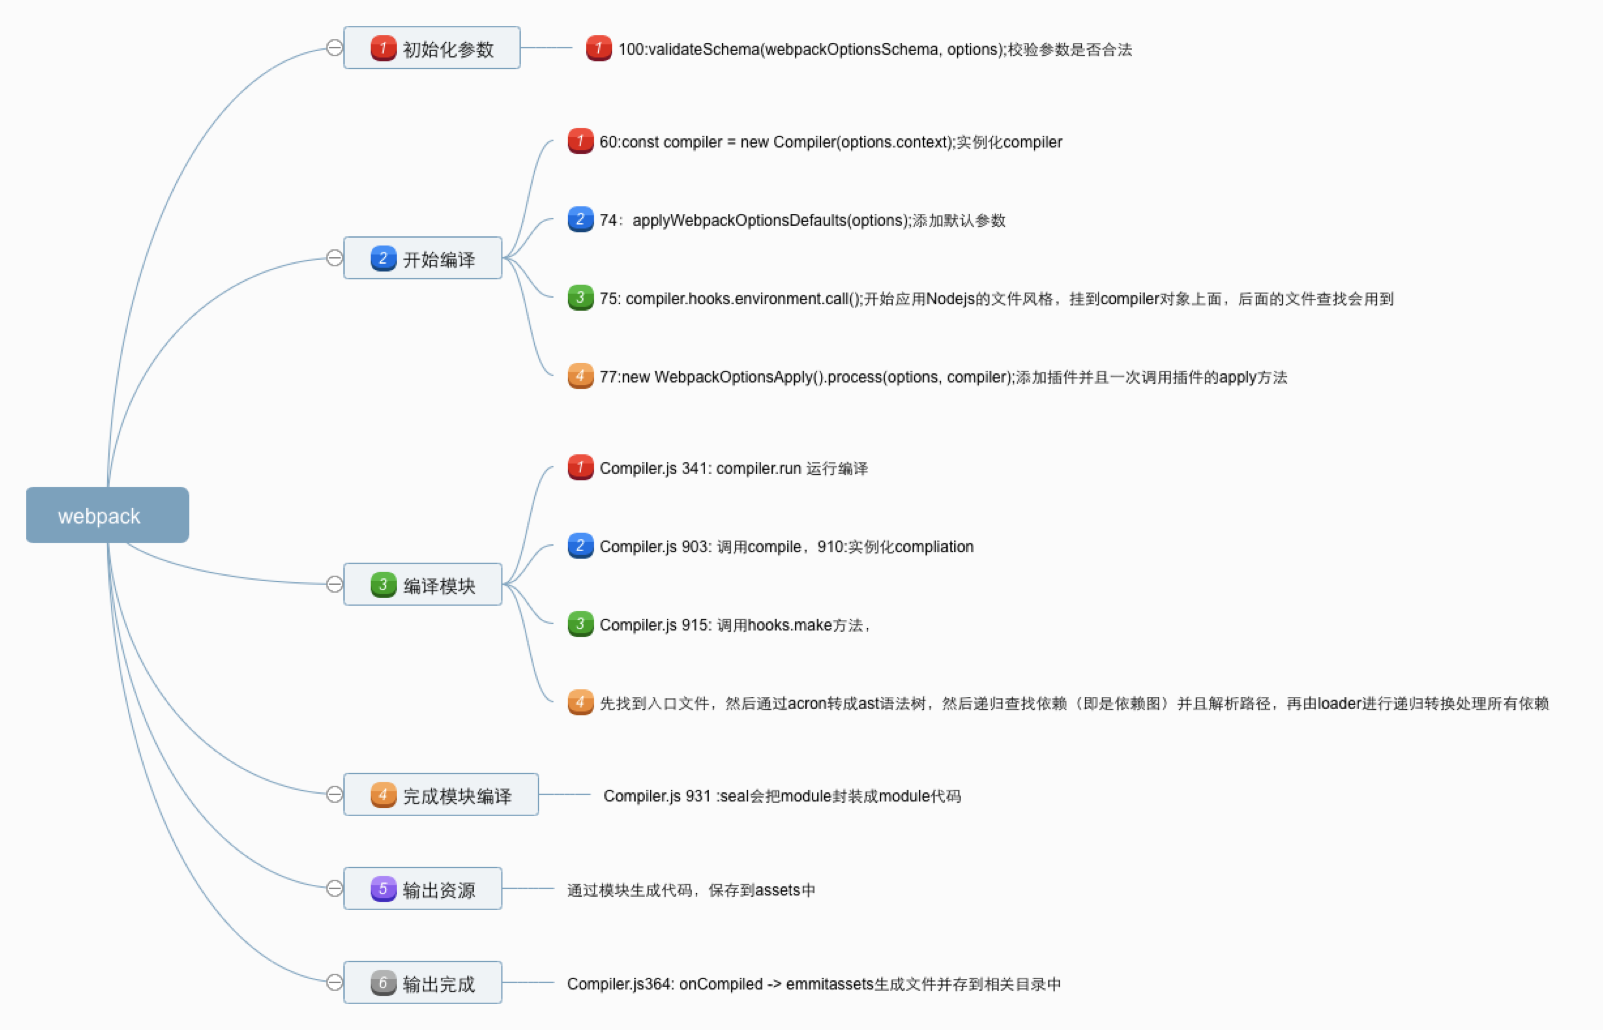 webpack
1 初始化参数
1 100:validateSchema(webpackOptionsSchema, options);校验参数是否合法
2 开始编译
1 60:const compiler = new Compiler(options.context);实例化compiler
2 74：applyWebpackOptionsDefaults(options);添加默认参数
3 75: compiler.hooks.environment.call();开始应用Nodejs的文件风格，挂到compiler对象上面，后面的文件查找会用到
4 77:new WebpackOptionsApply().process(options, compiler);添加插件并且一次调用插件的apply方法
3 编译模块
1 Compiler.js 341: compiler.run 运行编译
2 Compiler.js 903: 调用compile，910:实例化compliation
3 Compiler.js 915: 调用hooks.make方法，
4 先找到入口文件，然后通过acron转成ast语法树，然后递归查找依赖（即是依赖图）并且解析路径，再由loader进行递归转换处理所有依赖
4 完成模块编译
Compiler.js 931 :seal会把module封装成module代码
5 输出资源
通过模块生成代码，保存到assets中
6 输出完成
Compiler.js364: onCompiled -> emmitassets生成文件并存到相关目录中